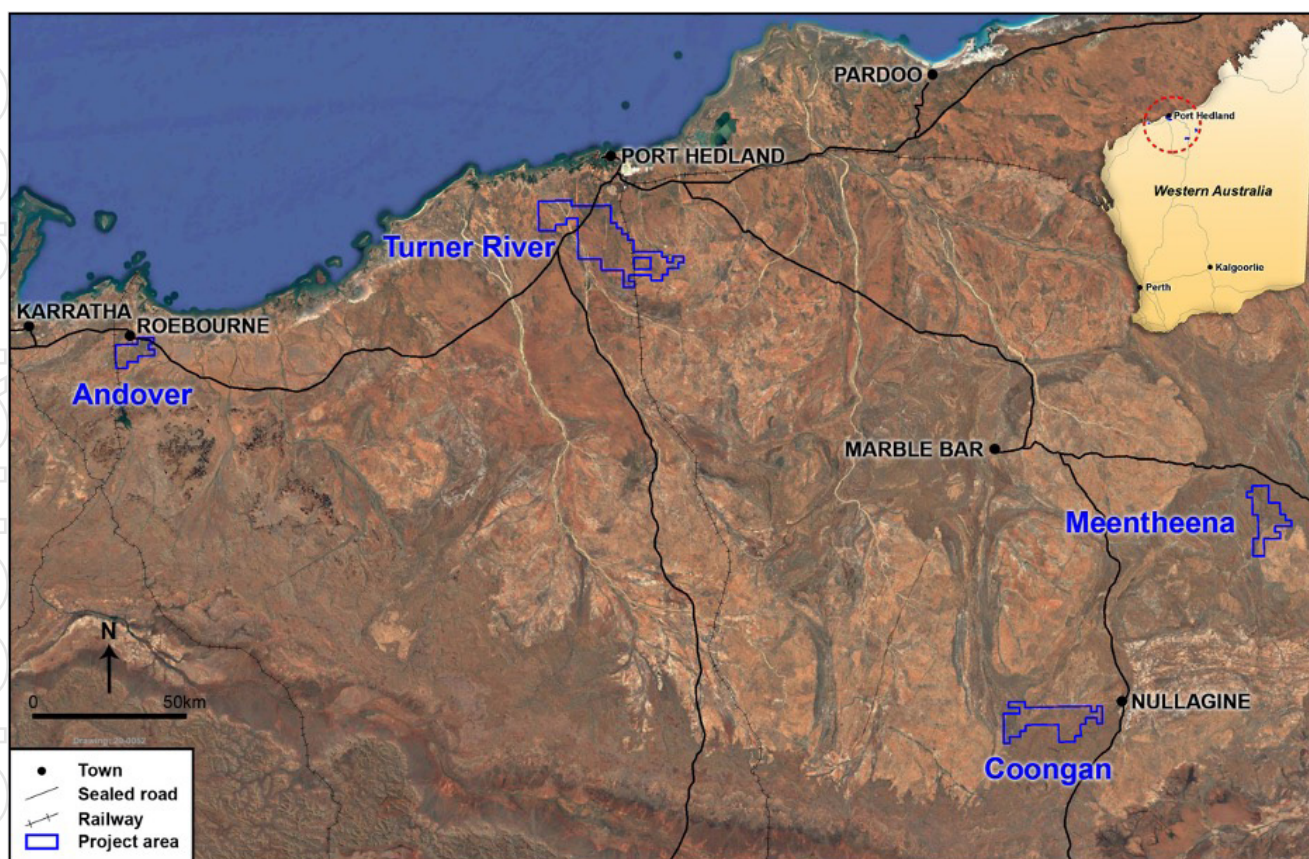 PARDOO
PORT HEDLAND
Port Hedland
Western Australia
Kalgoorlie
Perth
Turner River
KARRATHA
ROEBOURNE
Andover
MARBLE BAR
Meentheena
N
0 50km
NULLAGINE
Coongan
Town
Sealed road
Railway
Project area